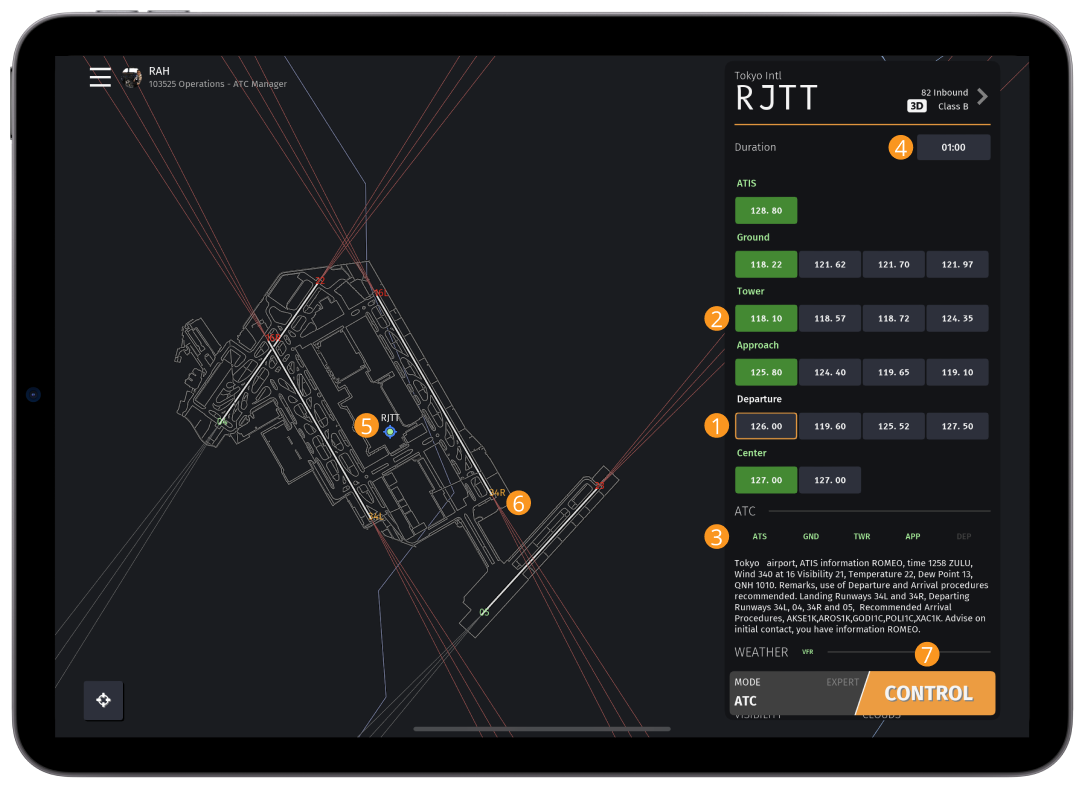 RAH
103525 Operations - ATC Manager
Tokyo Intl
RJTT
82 Inbound
3D Class B
4
Duration 01:00
ATIS
128. 80
Ground
118. 22 121. 62 121. 70 121. 97
Tower
2
118. 10 118. 57 118. 72 124. 35
Approach
125. 80 124. 40 119. 65 119. 10
Departure
1
126. 00 119. 60 125. 52 127. 50
Center
127. 00 127. 00
ATC
3
ATS GND TWR APP DEP
Tokyo airport, ATIS information ROMEO, time 1258 ZULU,
Wind 340 at 16 Visibility 21, Temperature 22, Dew Point 13,
QNH 1010. Remarks, use of Departure and Arrival procedures
recommended. Landing Runways 34L and 34R, Departing
Runways 34L, 04, 34R and 05, Recommended Arrival
Procedures, AKSE1K,AROS1K,GODI1C,POLI1C,XAC1K. Advise on
initial contact, you have information ROMEO.
WEATHER VFR
7
MODE EXPERT
ATC
CONTROL
VISIBILITY CLOUDS
16L
04
5
RJTT
34R
6
34L
05